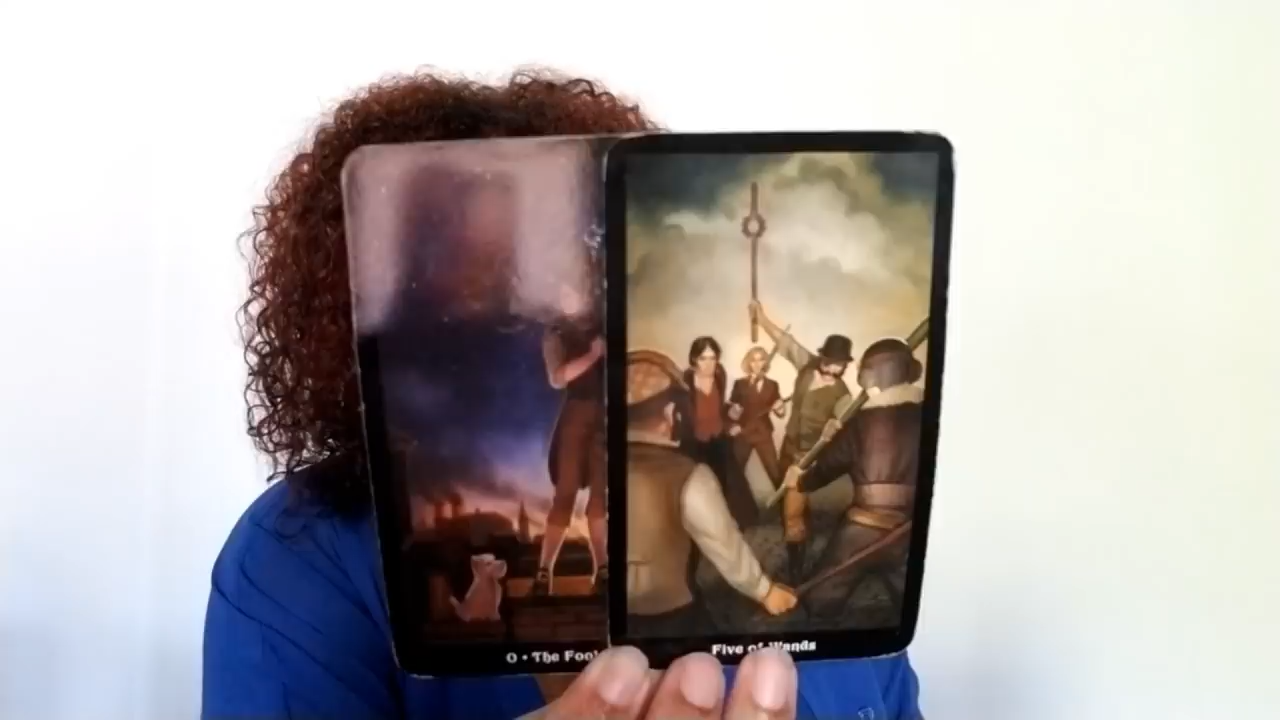 0 • The Fool
Five of Wands